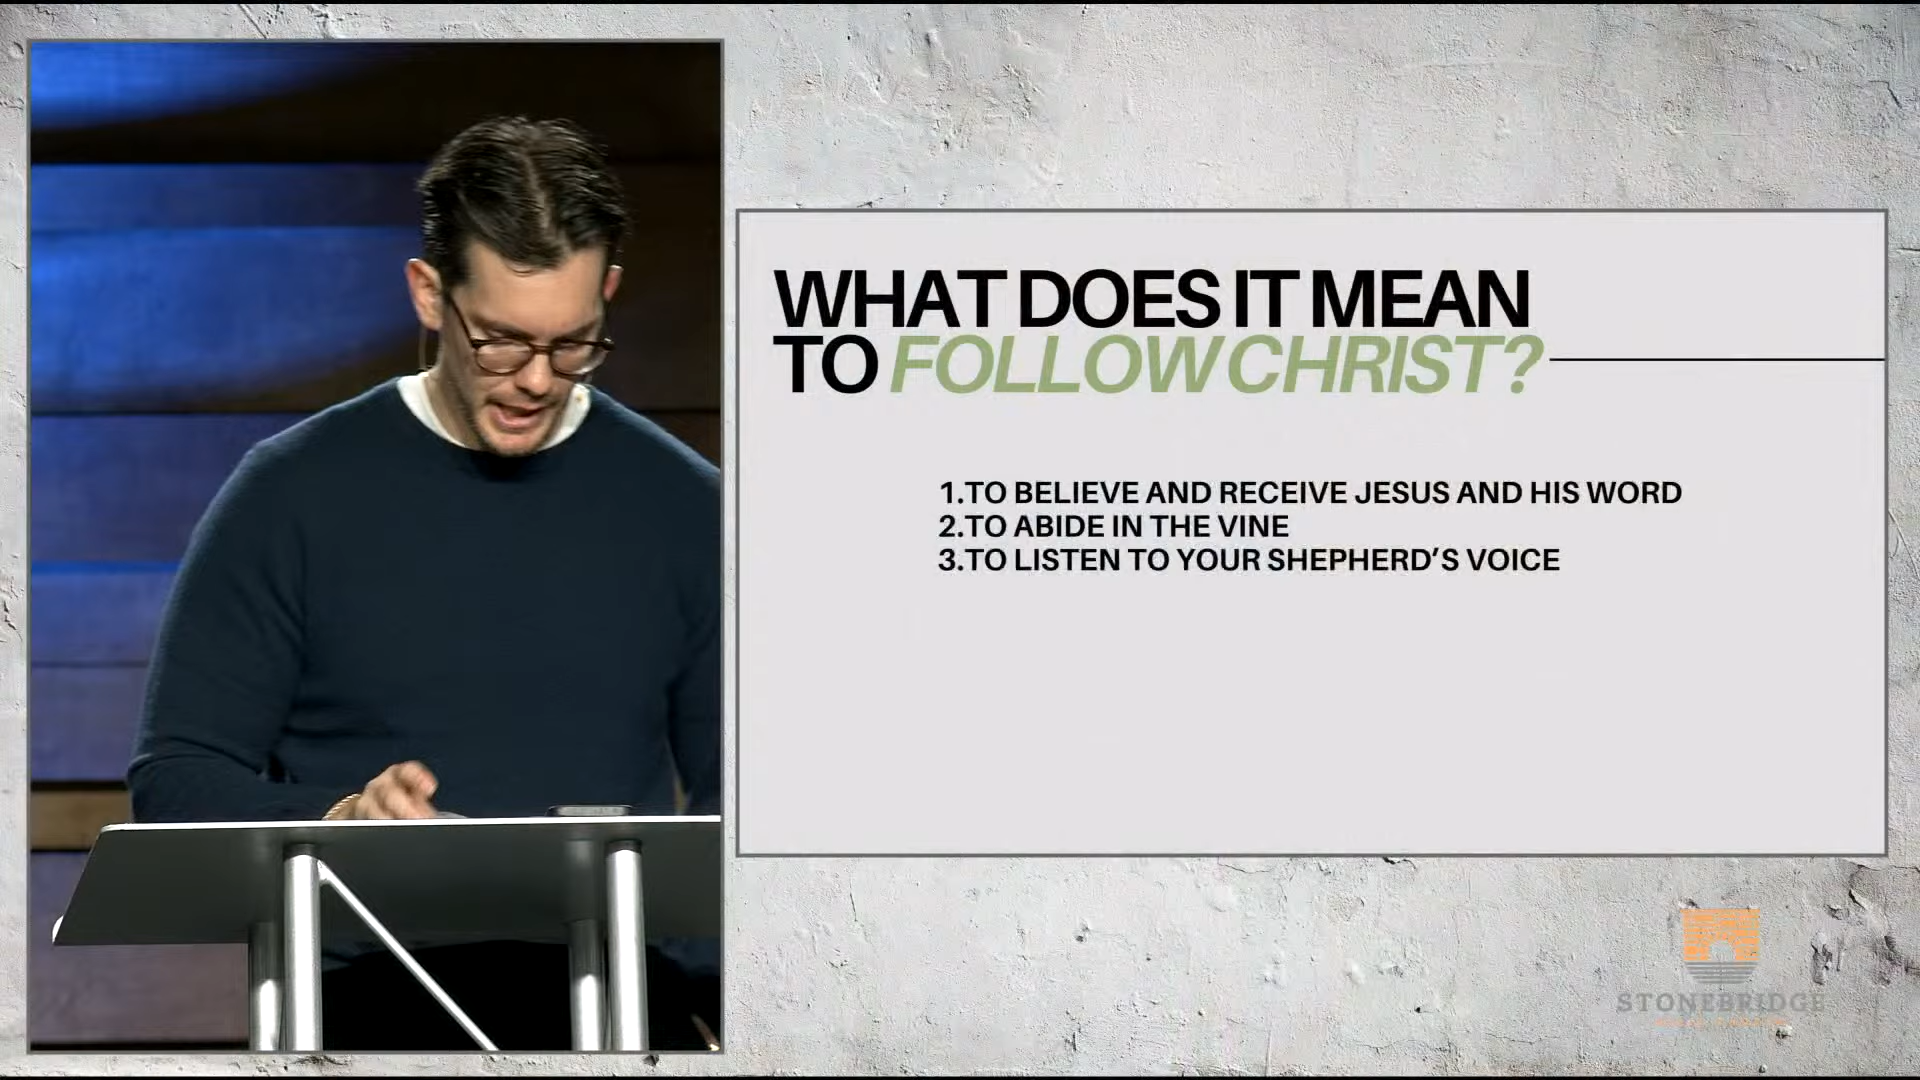 WHAT DOES IT MEAN
TO FOLLOW CHRIST?
1.TO BELIEVE AND RECEIVE JESUS AND HIS WORD
2.TO ABIDE IN THE VINE
3.TO LISTEN TO YOUR SHEPHERD’S VOICE
STONEBRIDGE